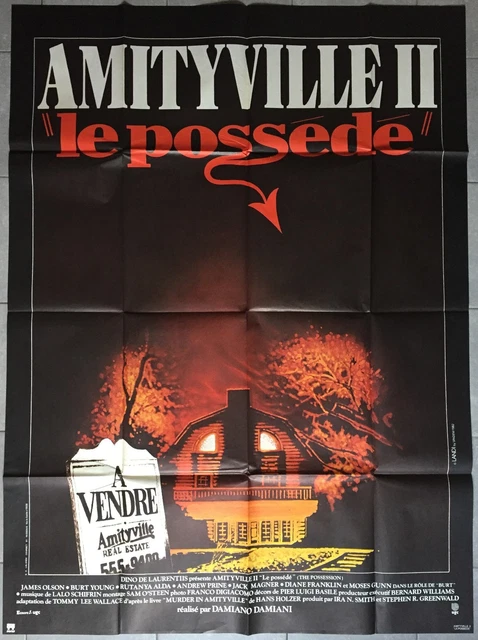 AMITYVILLE II
"le possédé"
A
VENDRE
Amityville
REAL ESTATE
555-9400
DINO DE LAURENTIIS présente AMITYVILLE II "Le possédé" (THE POSSESSION)
JAMES OLSON • BURT YOUNG • RUTANYA ALDA • ANDREW PRINE • JACK MAGNER • DIANE FRANKLIN et MOSES GUNN DANS LE RÔLE DE "BURT"
• musique de LALO SCHIFRIN montage SAM O'STEEN photo FRANCO DIGIACOMO décors de PIER LUIGI BASILE producteur exécutif BERNARD WILLIAMS
adaptation de TOMMY LEE WALLACE d'après le livre "MURDER IN AMITYVILLE" de HANS HOLZER produit par IRA N. SMITH et STEPHEN R. GREENWALD
réalisé par DAMIANO DAMIANI
LANDI